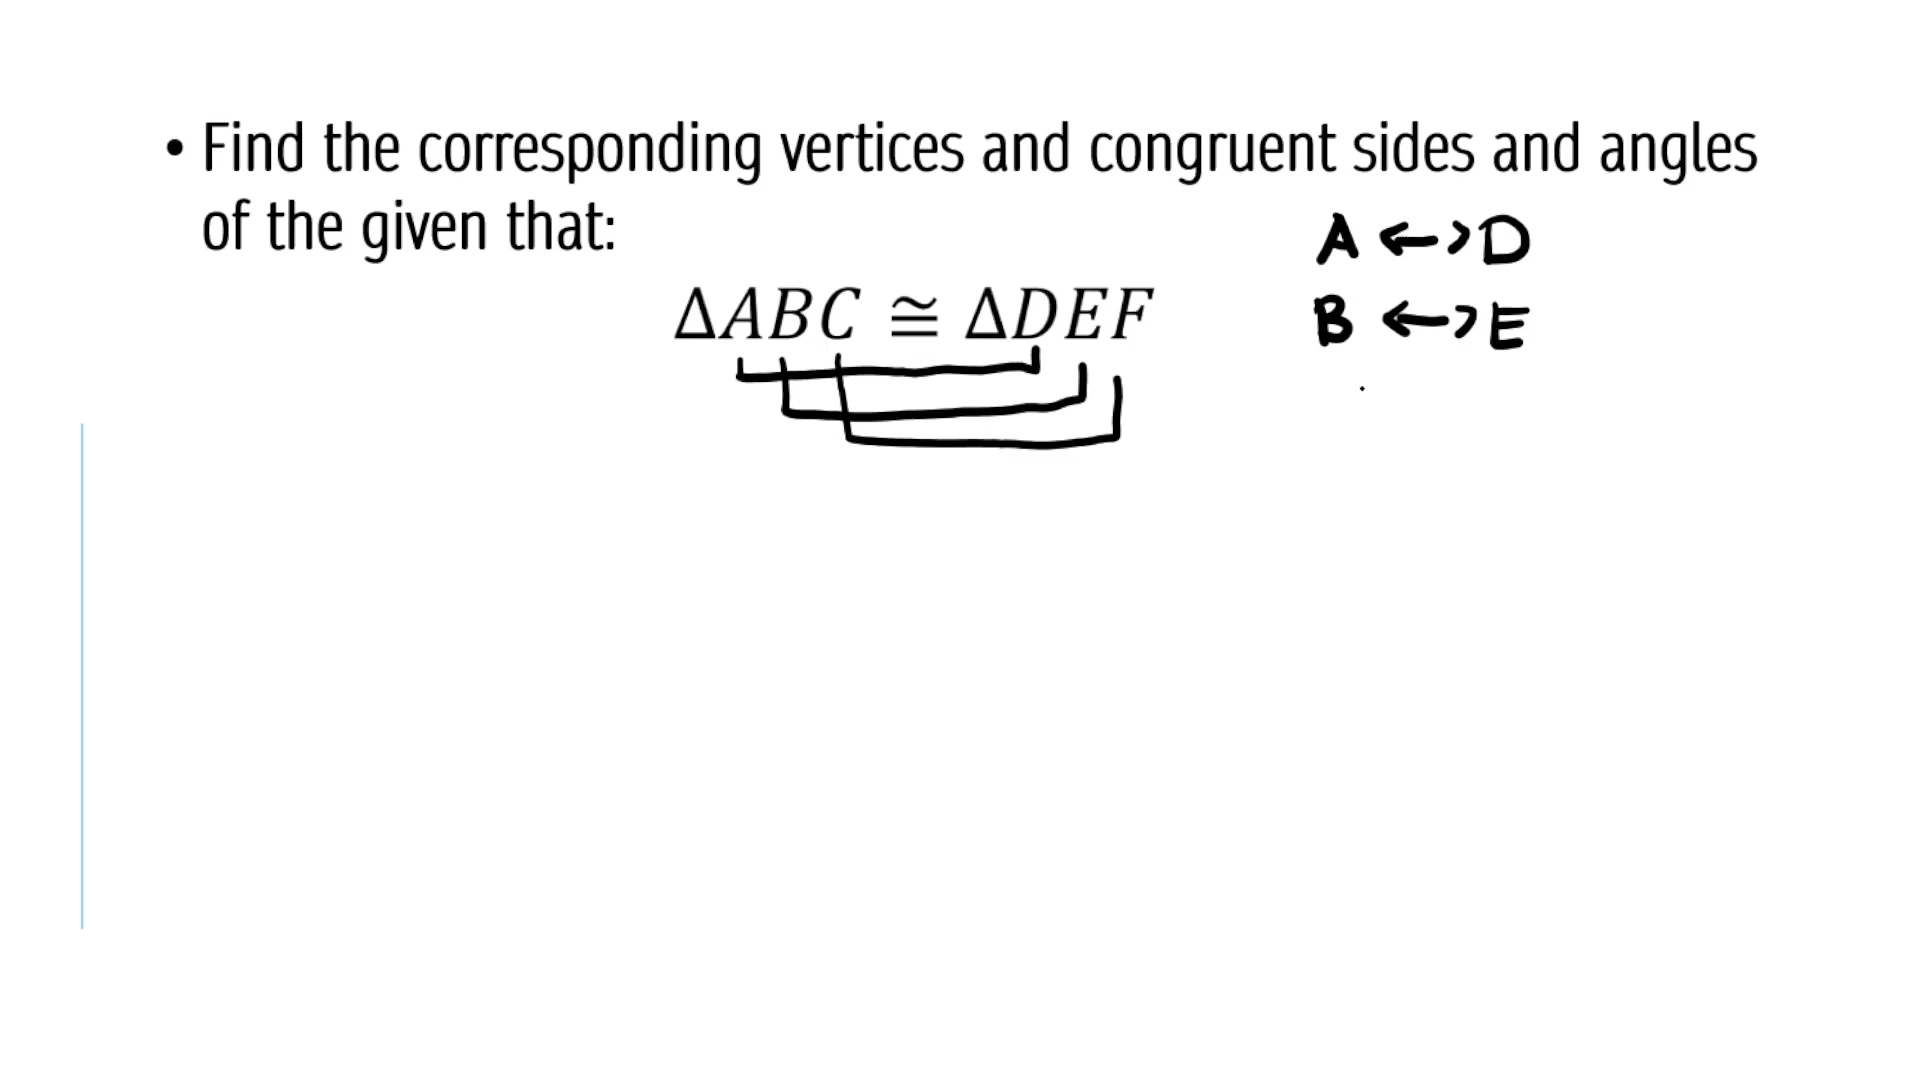 • Find the corresponding vertices and congruent sides and angles
of the given that:
A <-> D
ΔABC ≅ ΔDEF
B <-> E